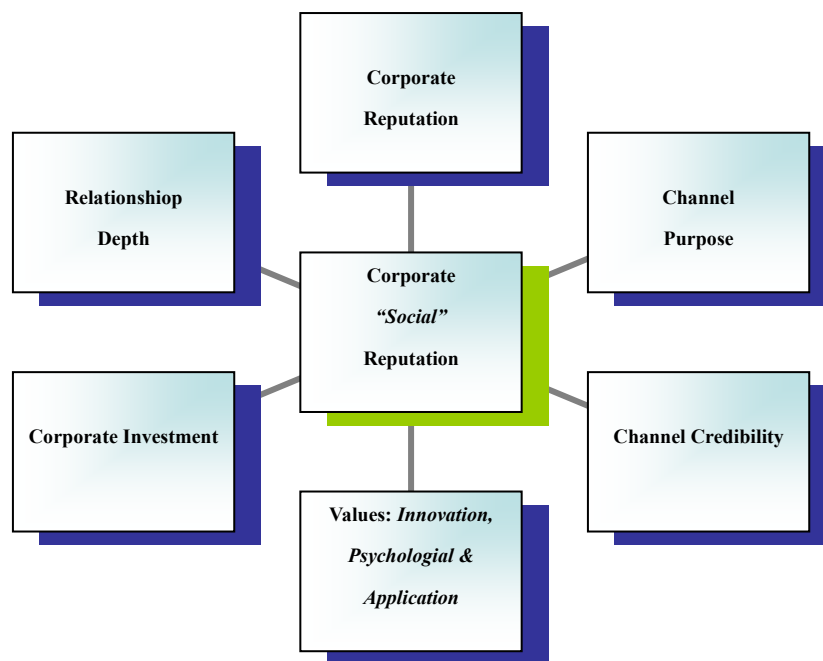 Corporate
Reputation
Relationshiop
Depth
Channel
Purpose
Corporate
“Social”
Reputation
Corporate Investment
Channel Credibility
Values: Innovation,
Psychologial &
Application